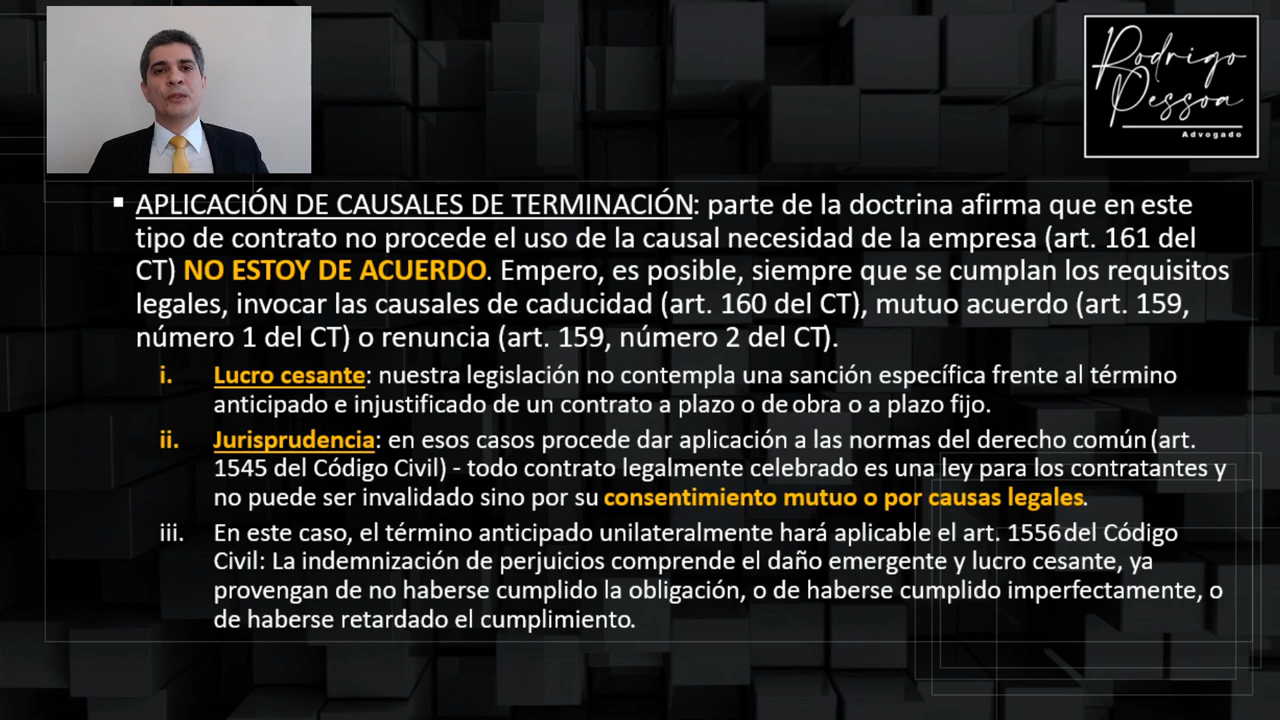 Rodrigo
Pessoa
Advogado
▪ APLICACIÓN DE CAUSALES DE TERMINACIÓN: parte de la doctrina afirma que en este
tipo de contrato no procede el uso de la causal necesidad de la empresa (art. 161 del
CT) NO ESTOY DE ACUERDO. Empero, es posible, siempre que se cumplan los requisitos
legales, invocar las causales de caducidad (art. 160 del CT), mutuo acuerdo (art. 159,
número 1 del CT) o renuncia (art. 159, número 2 del CT).
i. Lucro cesante: nuestra legislación no contempla una sanción específica frente al término
anticipado e injustificado de un contrato a plazo o de obra o a plazo fijo.
ii. Jurisprudencia: en esos casos procede dar aplicación a las normas del derecho común (art.
1545 del Código Civil) - todo contrato legalmente celebrado es una ley para los contratantes y
no puede ser invalidado sino por su consentimiento mutuo o por causas legales.
iii. En este caso, el término anticipado unilateralmente hará aplicable el art. 1556 del Código
Civil: La indemnización de perjuicios comprende el daño emergente y lucro cesante, ya
provengan de no haberse cumplido la obligación, o de haberse cumplido imperfectamente, o
de haberse retardado el cumplimiento.